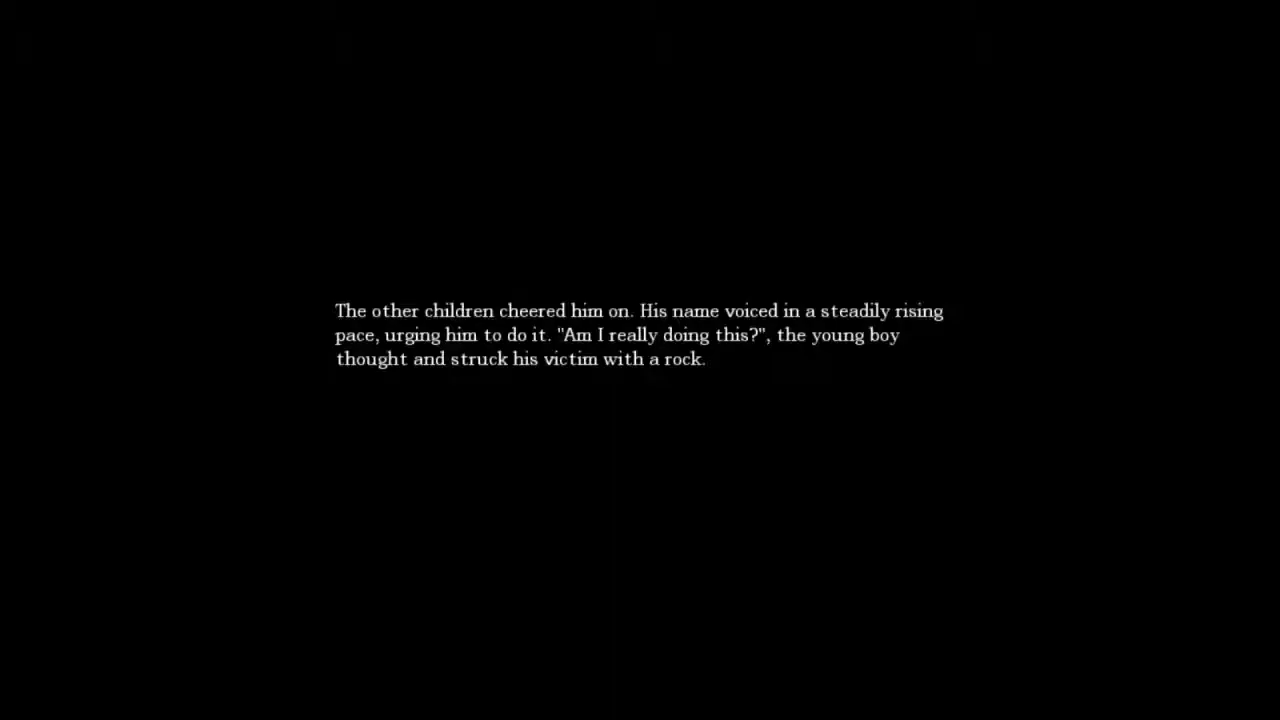 The other children cheered him on. His name voiced in a steadily rising
pace, urging him to do it. "Am I really doing this?", the young boy
thought and struck his victim with a rock.